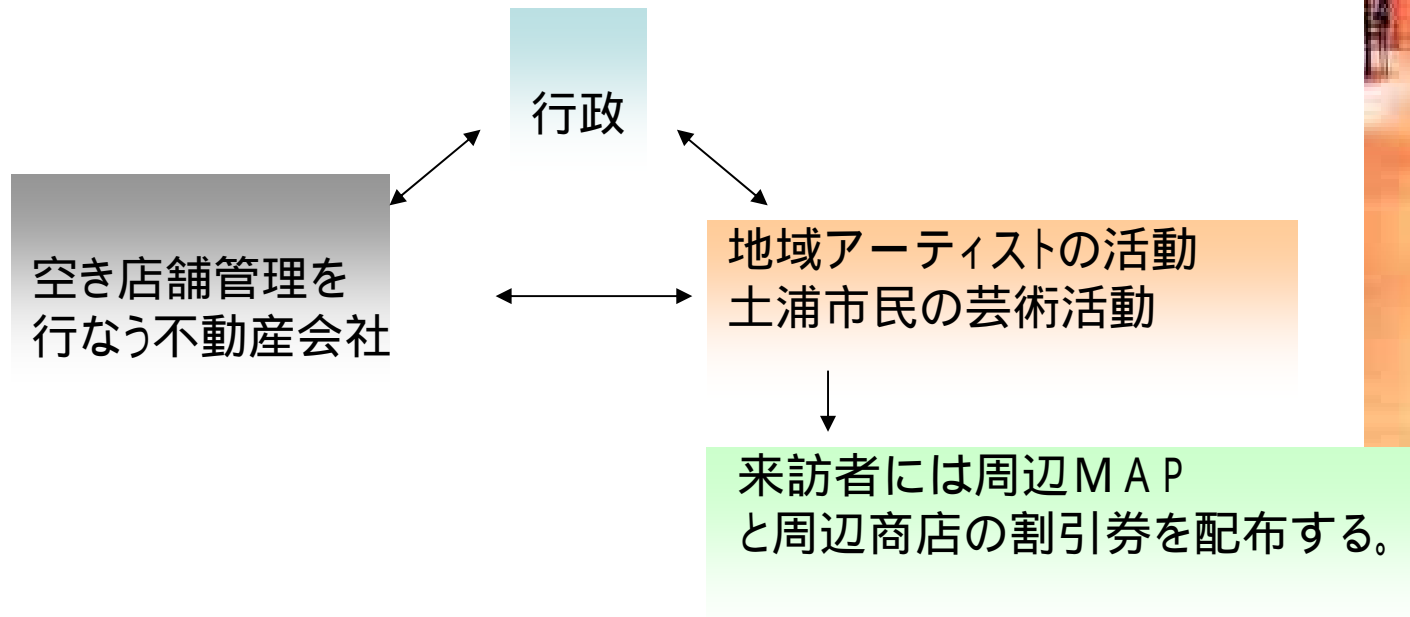 行政
空き店舗管理を
行なう不動産会社
地域アーティストの活動
土浦市民の芸術活動
来訪者には周辺ＭＡＰ
と周辺商店の割引券を配布する。